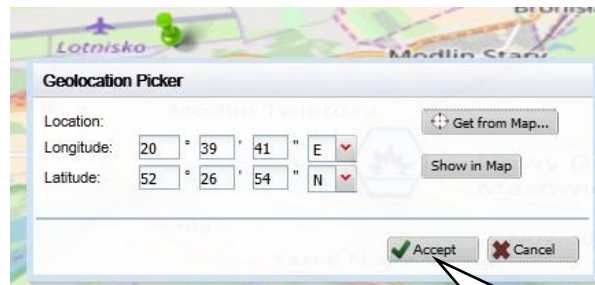 Lotnisko
Modlin Stary
Geolocation Picker
Location:
Get from Map...
Longitude: 20 ° 39 ' 41 " E
Show in Map
Latitude: 52 ° 26 ' 54 " N
Accept
Cancel